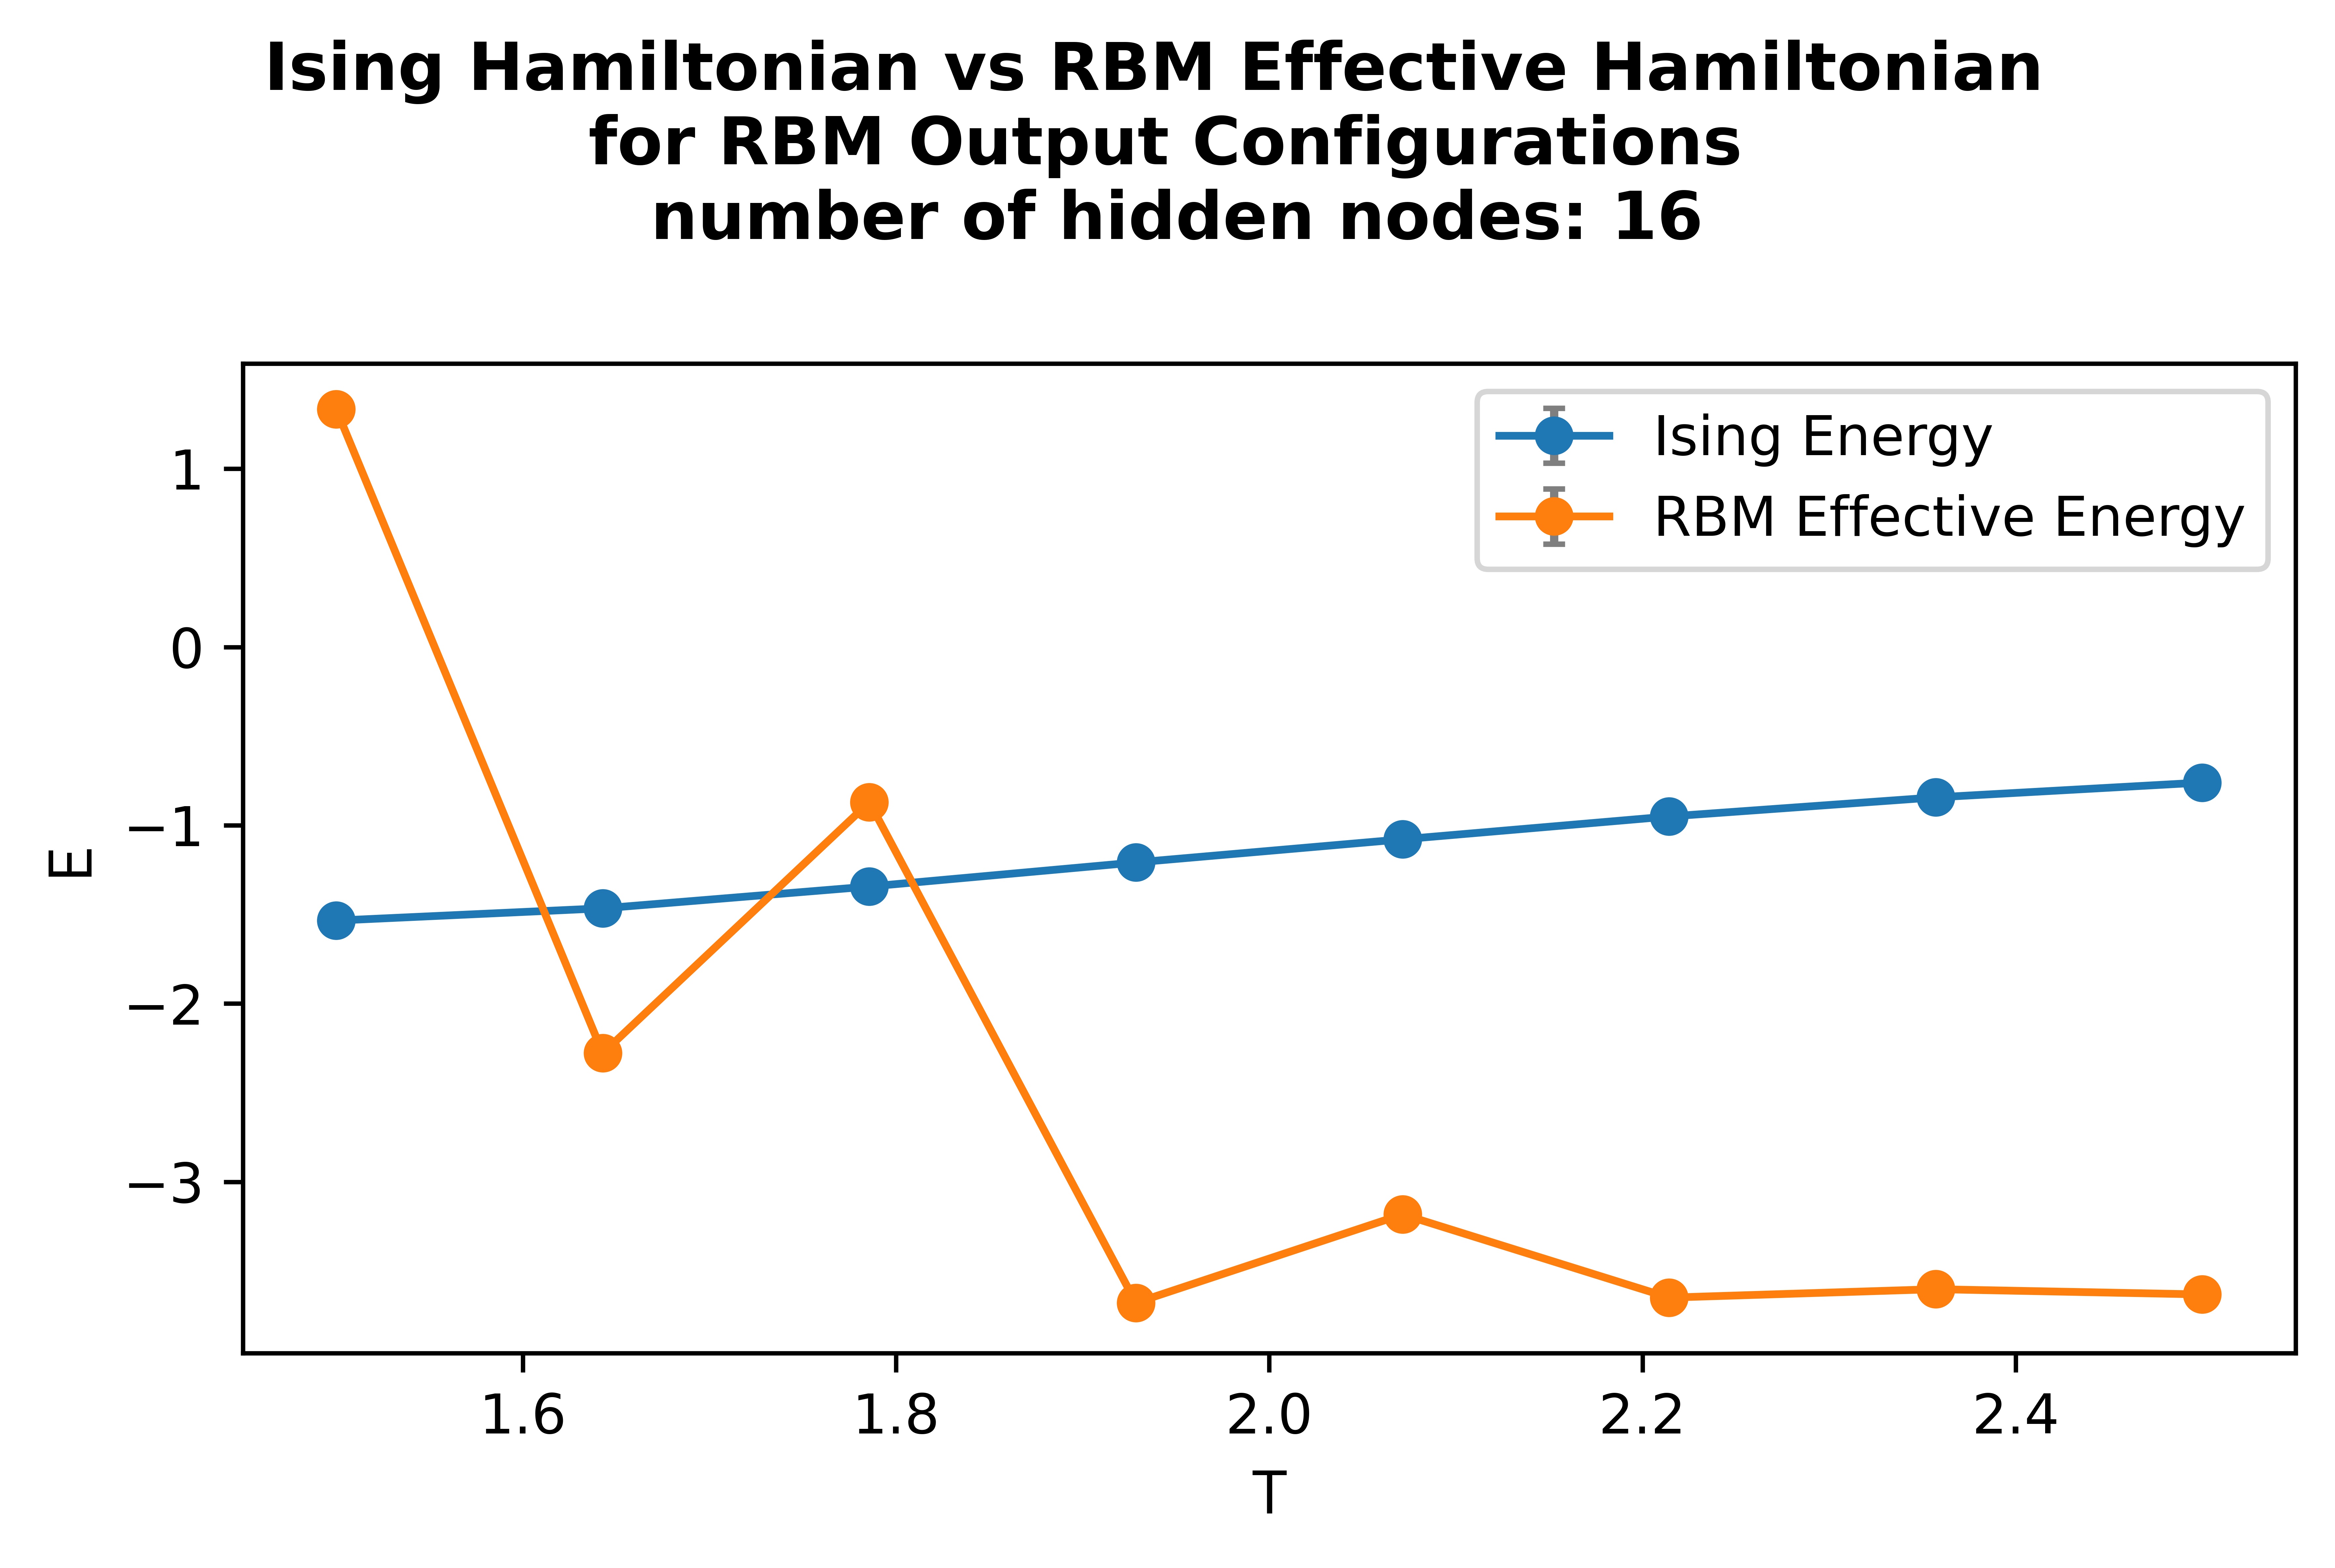 Ising Hamiltonian vs RBM Effective Hamiltonian
for RBM Output Configurations
number of hidden nodes: 16
Ising Energy
RBM Effective Energy
1
0
−1
−2
−3
E
1.6 1.8 2.0 2.2 2.4
T